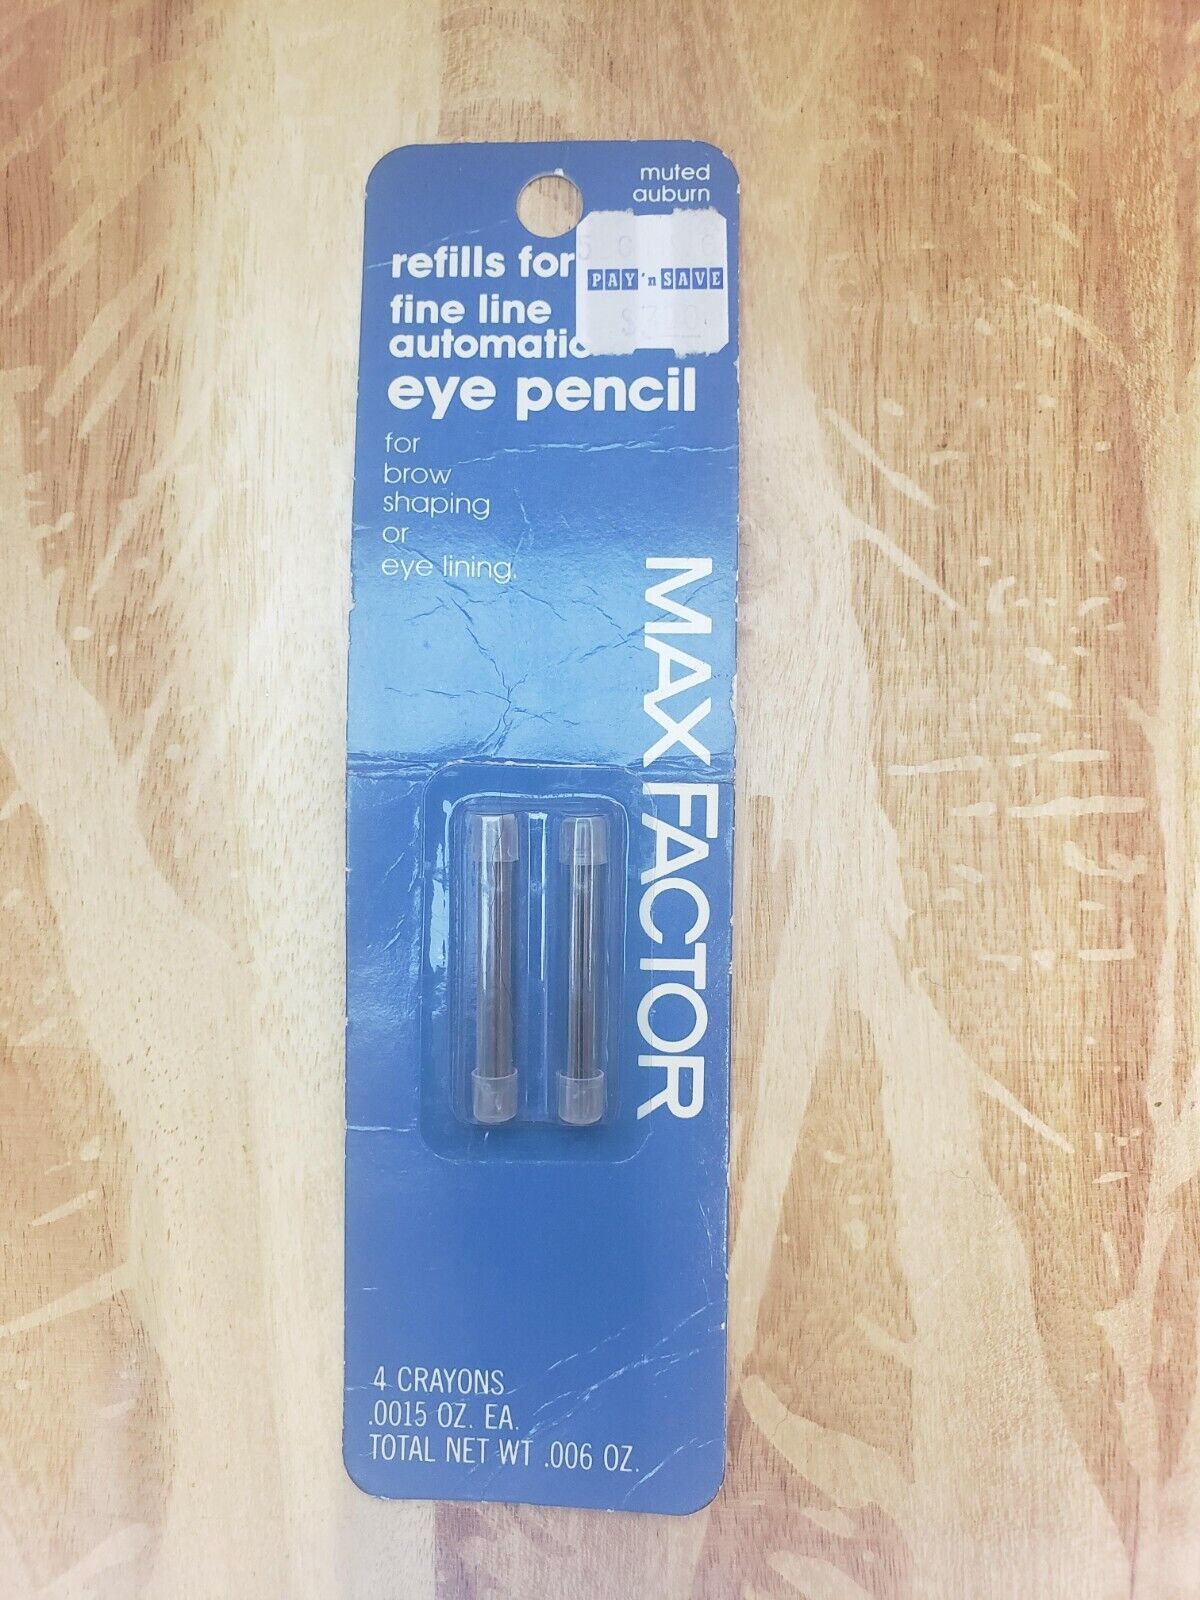 muted
auburn
refills for
fine line
automatic
eye pencil
PAY 'n SAVE
for
brow
shaping
or
eye lining.
MAX FACTOR
4 CRAYONS
.0015 OZ. EA.
TOTAL NET WT .006 OZ.